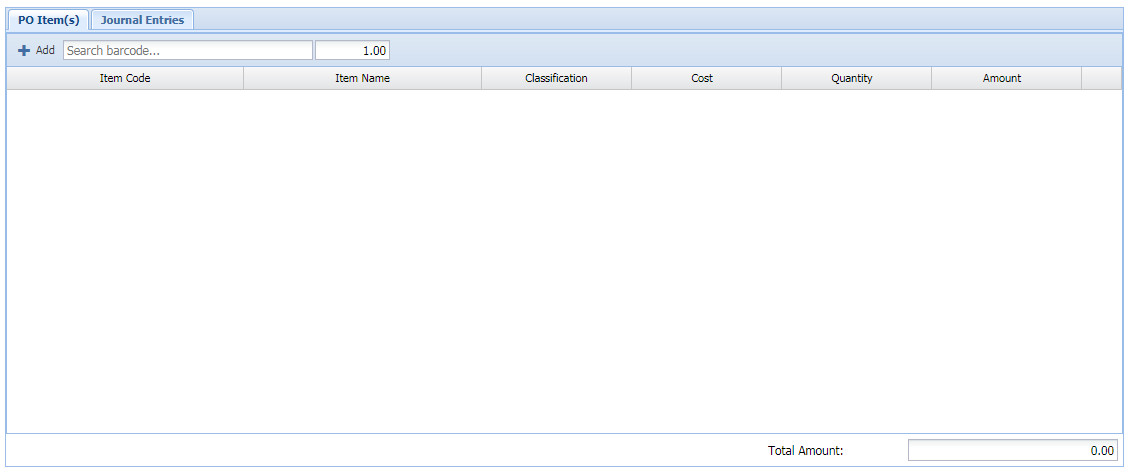 PO Item(s) Journal Entries
Add Search barcode... 1.00
Item Code Item Name Classification Cost Quantity Amount
Total Amount: 0.00